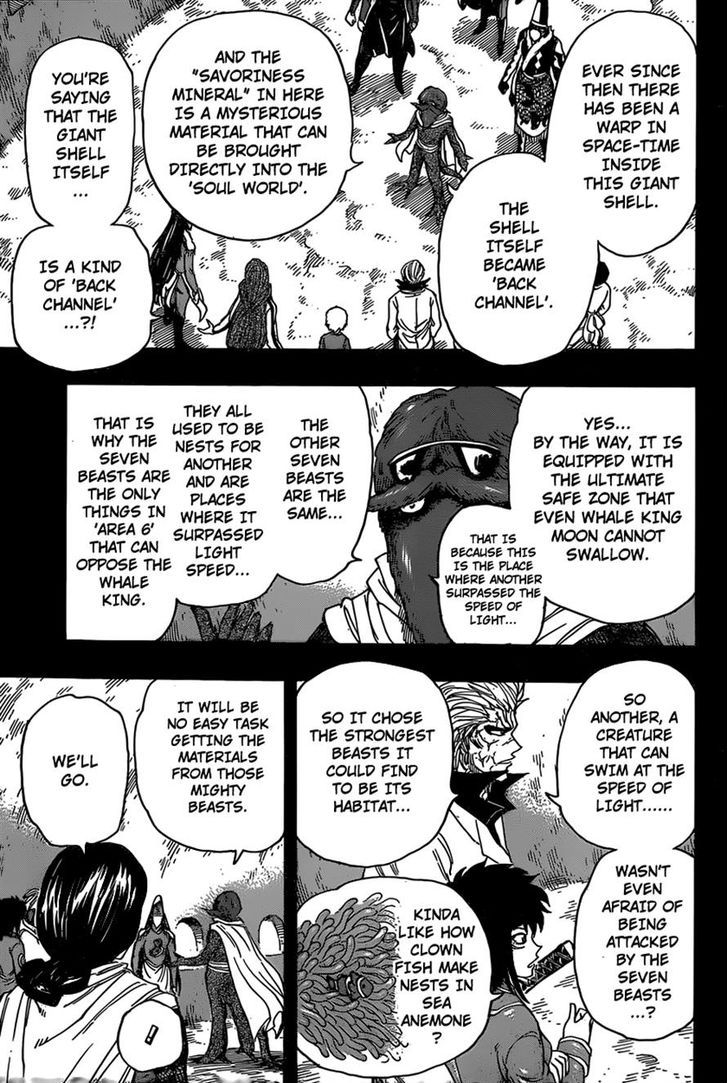 EVER SINCE
THEN THERE
HAS BEEN A
WARP IN
SPACE-TIME
INSIDE
THIS GIANT
SHELL.
THE
SHELL
ITSELF
BECAME
'BACK
CHANNEL'.
AND THE
"SAVORINESS
MINERAL" IN HERE
IS A MYSTERIOUS
MATERIAL THAT CAN
BE BROUGHT
DIRECTLY INTO THE
'SOUL WORLD'.
YOU'RE
SAYING
THAT THE
GIANT
SHELL
ITSELF
...
IS A KIND
OF 'BACK
CHANNEL'
...?!
YES...
BY THE WAY, IT IS
EQUIPPED WITH
THE ULTIMATE
SAFE ZONE THAT
EVEN WHALE KING
MOON CANNOT
SWALLOW.
THAT IS
BECAUSE THIS
IS THE PLACE
WHERE ANOTHER
SURPASSED THE
SPEED OF
LIGHT...
THE
OTHER
SEVEN
BEASTS
ARE THE
SAME...
THEY ALL
USED TO BE
NESTS FOR
ANOTHER
AND ARE
PLACES
WHERE IT
SURPASSED
LIGHT
SPEED...
THAT IS
WHY THE
SEVEN
BEASTS ARE
THE ONLY
THINGS IN
'AREA 6'
THAT CAN
OPPOSE THE
WHALE
KING.
SO
ANOTHER, A
CREATURE
THAT CAN
SWIM AT THE
SPEED OF
LIGHT......
WASN'T
EVEN
AFRAID OF
BEING
ATTACKED
BY THE
SEVEN
BEASTS
...?
SO IT CHOSE
THE STRONGEST
BEASTS IT
COULD FIND
TO BE ITS
HABITAT...
KINDA
LIKE HOW
CLOWN
FISH MAKE
NESTS IN
SEA
ANEMONE
?
IT WILL BE
NO EASY TASK
GETTING THE
MATERIALS
FROM THOSE
MIGHTY
BEASTS.
WE'LL
GO.
!